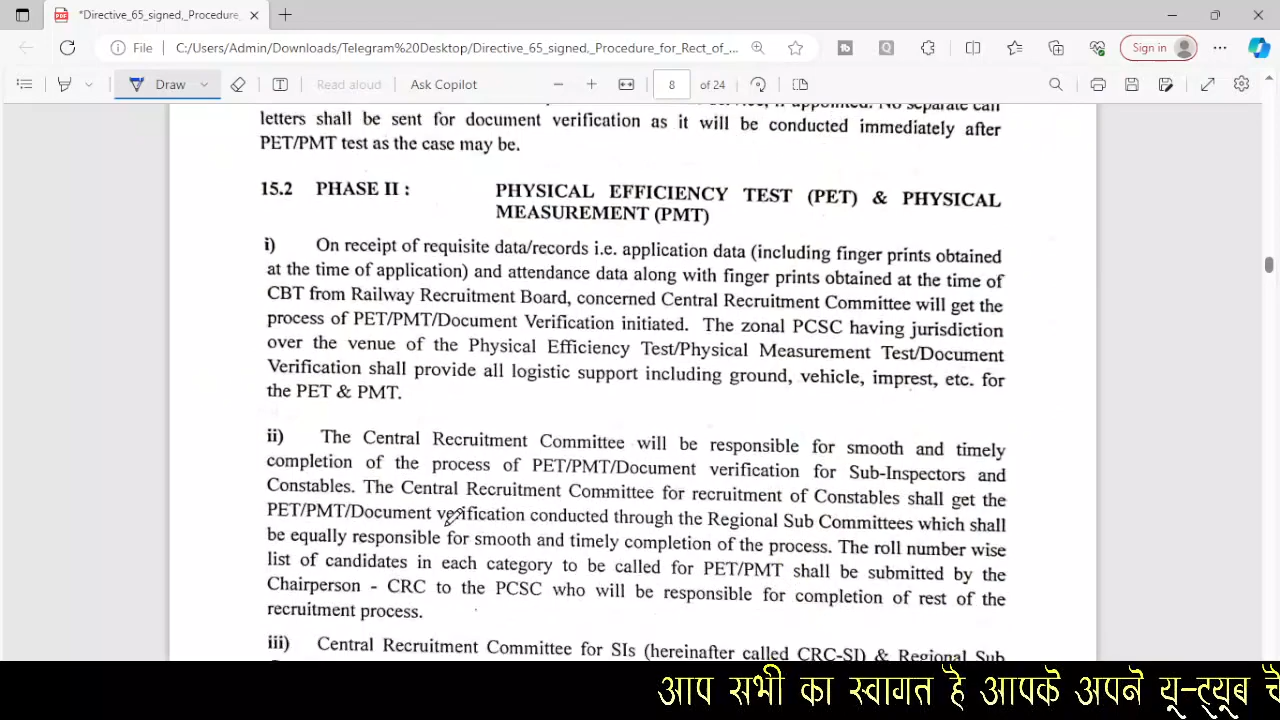 *Directive_65_signed,_Procedure_
File
C:/Users/Admin/Downloads/Telegram%20Desktop/Directive_65_signed,_Procedure_for_Rect_of_...
Sign in
Draw
Read aloud
Ask Copilot
8
of 24
if appointed. No separate call
letters shall be sent for document verification as it will be conducted immediately after
PET/PMT test as the case may be.
15.2 PHASE II : PHYSICAL EFFICIENCY TEST (PET) & PHYSICAL
MEASUREMENT (PMT)
i) On receipt of requisite data/records i.e. application data (including finger prints obtained
at the time of application) and attendance data along with finger prints obtained at the time of
CBT from Railway Recruitment Board, concerned Central Recruitment Committee will get the
process of PET/PMT/Document Verification initiated. The zonal PCSC having jurisdiction
over the venue of the Physical Efficiency Test/Physical Measurement Test/Document
Verification shall provide all logistic support including ground, vehicle, imprest, etc. for
the PET & PMT.
ii) The Central Recruitment Committee will be responsible for smooth and timely
completion of the process of PET/PMT/Document verification for Sub-Inspectors and
Constables. The Central Recruitment Committee for recruitment of Constables shall get the
PET/PMT/Document verification conducted through the Regional Sub Committees which shall
be equally responsible for smooth and timely completion of the process. The roll number wise
list of candidates in each category to be called for PET/PMT shall be submitted by the
Chairperson - CRC to the PCSC who will be responsible for completion of rest of the
recruitment process.
iii) Central Recruitment Committee for SIs (hereinafter called CRC-SI) & Regional Sub
आप सभी का स्वागत है आपके अपने यू-ट्यूब